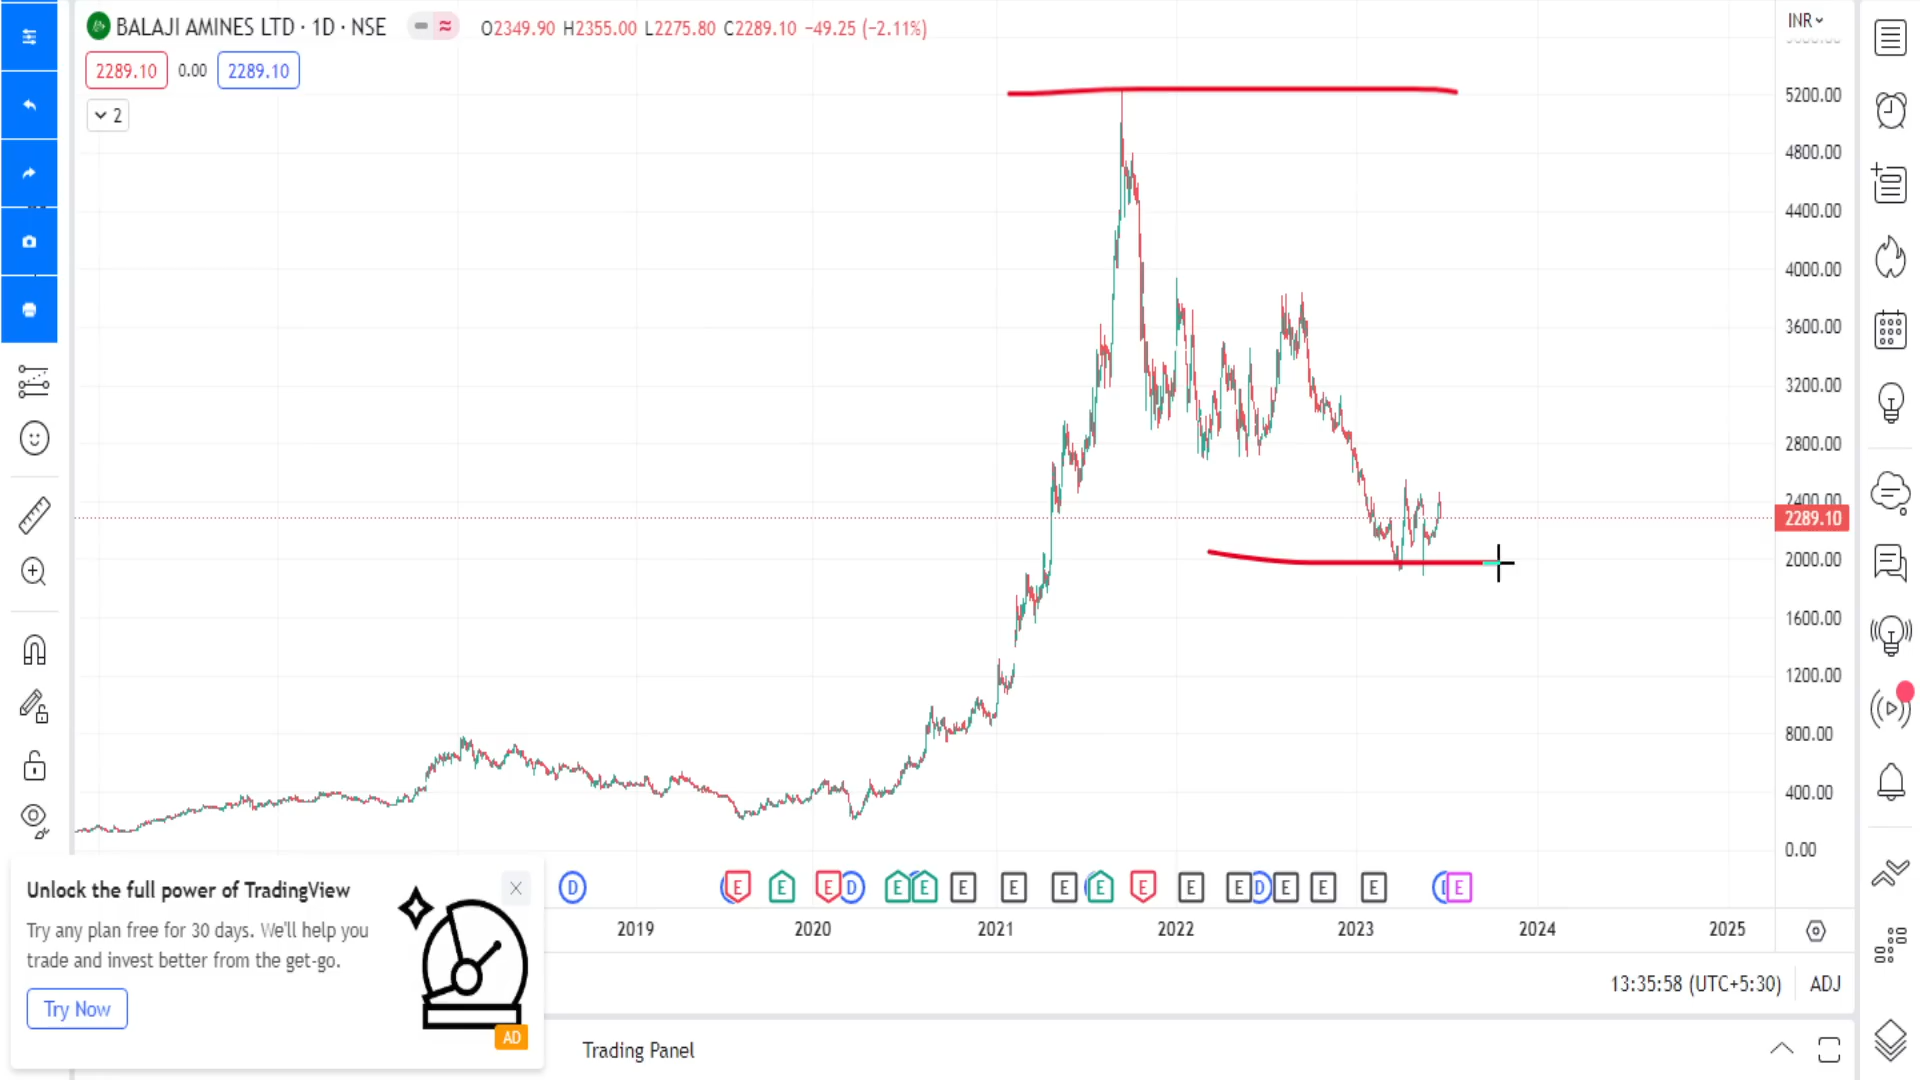 BALAJI AMINES LTD · 1D · NSE O2349.90 H2355.00 L2275.80 C2289.10 −49.25 (−2.11%)
INR
2289.10 0.00 2289.10
2
5200.00
4800.00
4400.00
4000.00
3600.00
3200.00
2800.00
2400.00
2289.10
2000.00
1600.00
1200.00
800.00
400.00
0.00
D E E E D E E E E E E E E E D E E E E
2019 2020 2021 2022 2023 2024 2025
Unlock the full power of TradingView
Try any plan free for 30 days. We'll help you
trade and invest better from the get-go.
Try Now
AD
13:35:58 (UTC+5:30) ADJ
Trading Panel